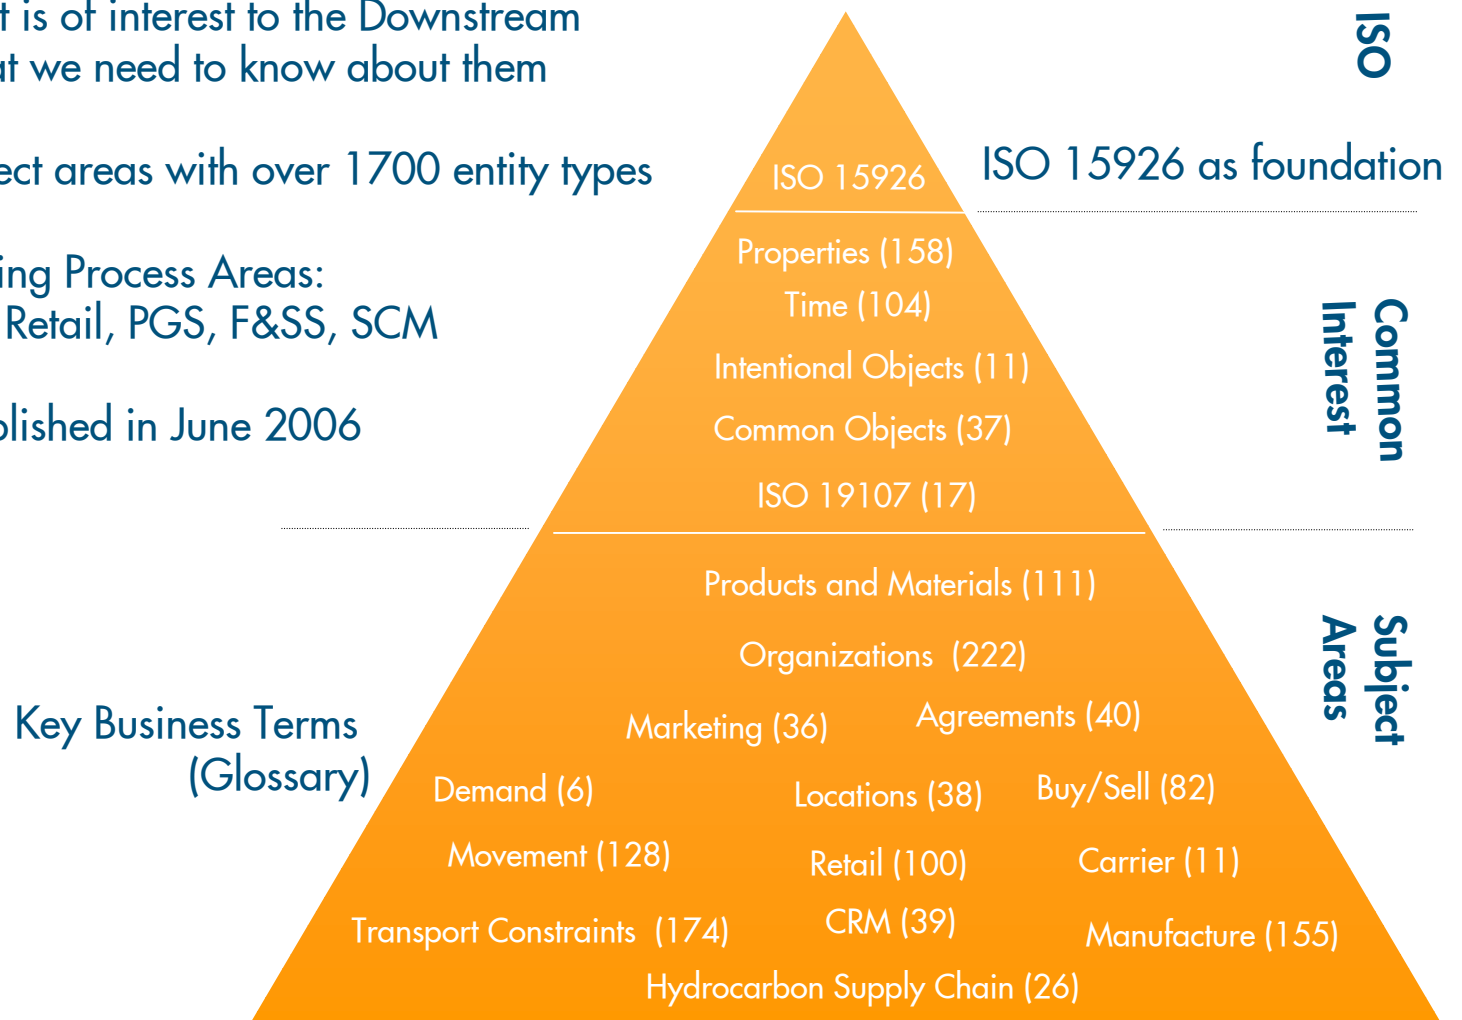 t is of interest to the Downstream
at we need to know about them
ect areas with over 1700 entity types
ing Process Areas:
Retail, PGS, F&SS, SCM
olished in June 2006
Key Business Terms
(Glossary)
ISO 15926
Properties (158)
Time (104)
Intentional Objects (11)
Common Objects (37)
ISO 19107 (17)
Products and Materials (111)
Organizations (222)
Marketing (36)
Agreements (40)
Demand (6)
Locations (38)
Buy/Sell (82)
Movement (128)
Retail (100)
Carrier (11)
Transport Constraints (174)
CRM (39)
Manufacture (155)
Hydrocarbon Supply Chain (26)
ISO
ISO 15926 as foundation
Common
Interest
Subject
Areas